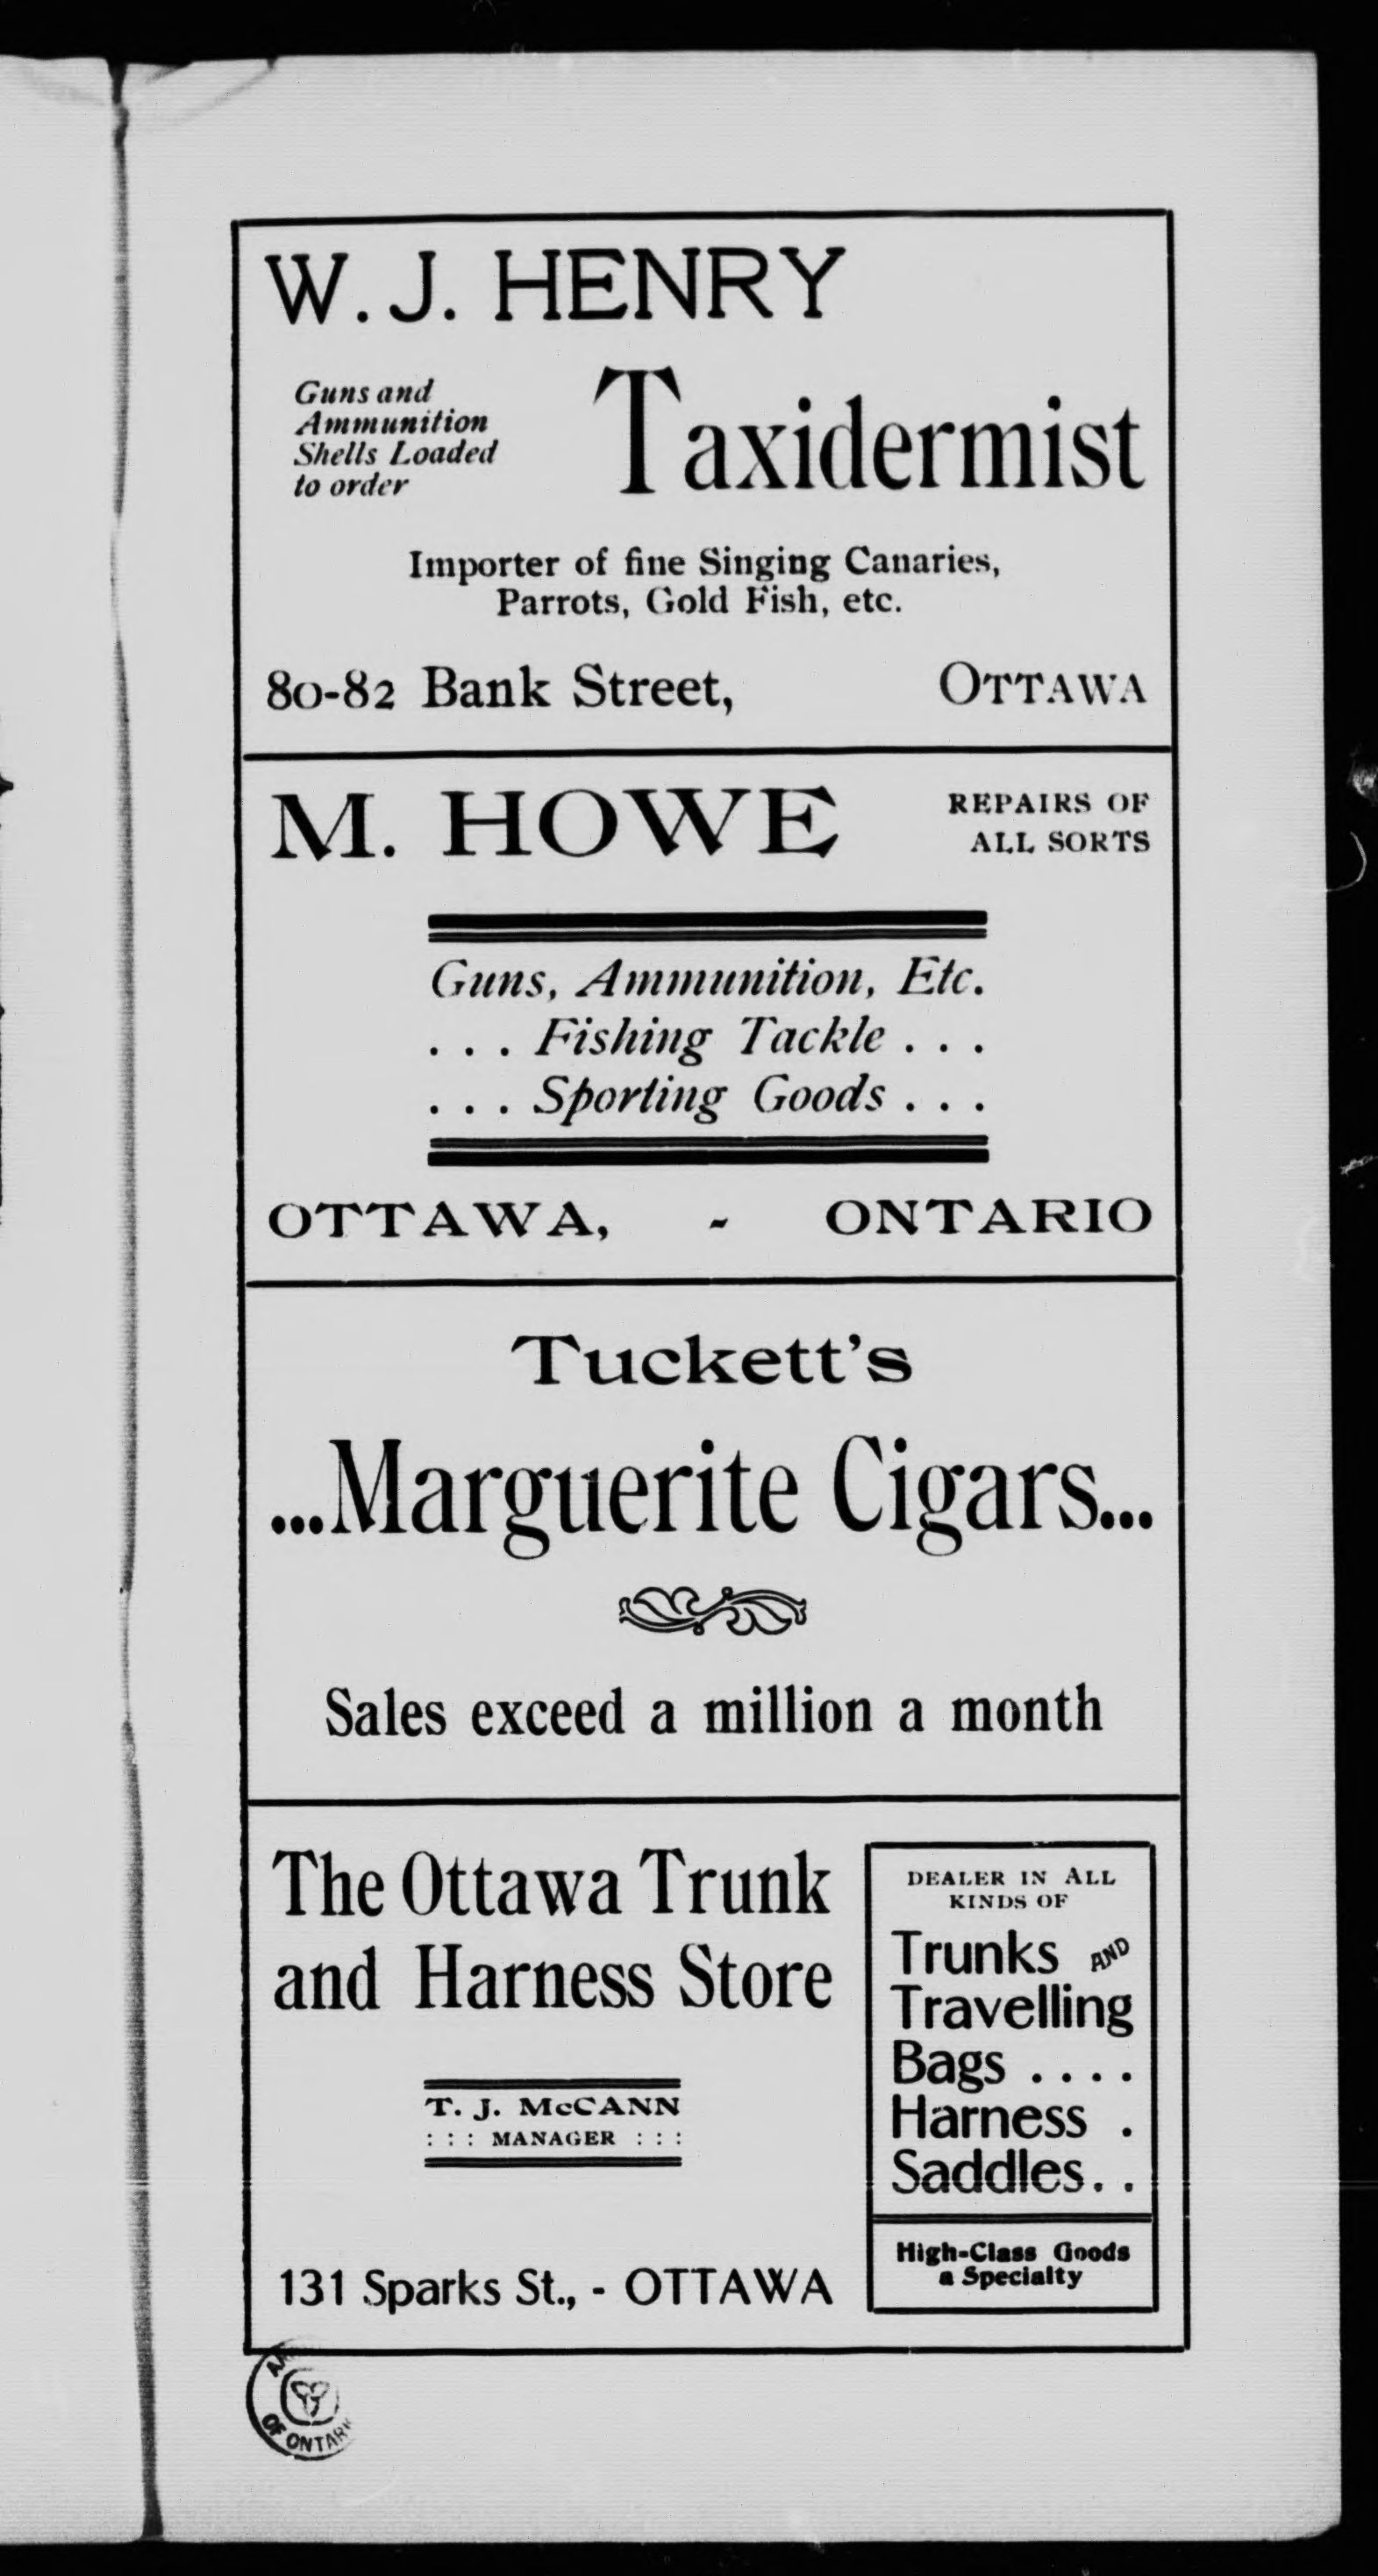 W. J. HENRY
Guns and
Ammunition
Shells Loaded
to order
Taxidermist
Importer of fine Singing Canaries,
Parrots, Gold Fish, etc.
80-82 Bank Street, OTTAWA
M. HOWE
REPAIRS OF
ALL SORTS
Guns, Ammunition, Etc.
. . . Fishing Tackle . . .
. . . Sporting Goods . . .
OTTAWA, - ONTARIO
Tuckett's
...Marguerite Cigars...
Sales exceed a million a month
The Ottawa Trunk
and Harness Store
T. J. McCANN
: : : MANAGER : : :
131 Sparks St., - OTTAWA
DEALER IN ALL
KINDS OF
Trunks AND
Travelling
Bags . . . .
Harness .
Saddles. .
High-Class Goods
a Specialty
OF